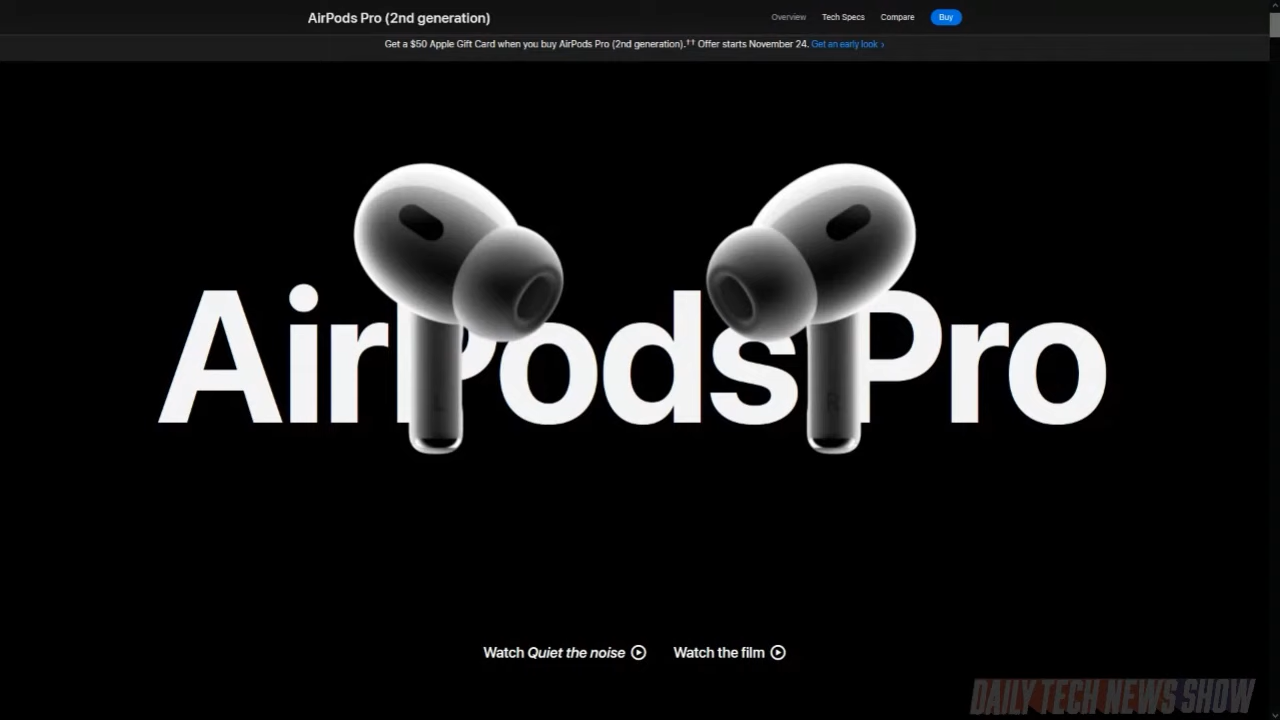 AirPods Pro (2nd generation)
Overview Tech Specs Compare Buy
Get a $50 Apple Gift Card when you buy AirPods Pro (2nd generation).†† Offer starts November 24. Get an early look ›
AirPods Pro
L R
Watch Quiet the noise Watch the film
DAILY TECH NEWS SHOW